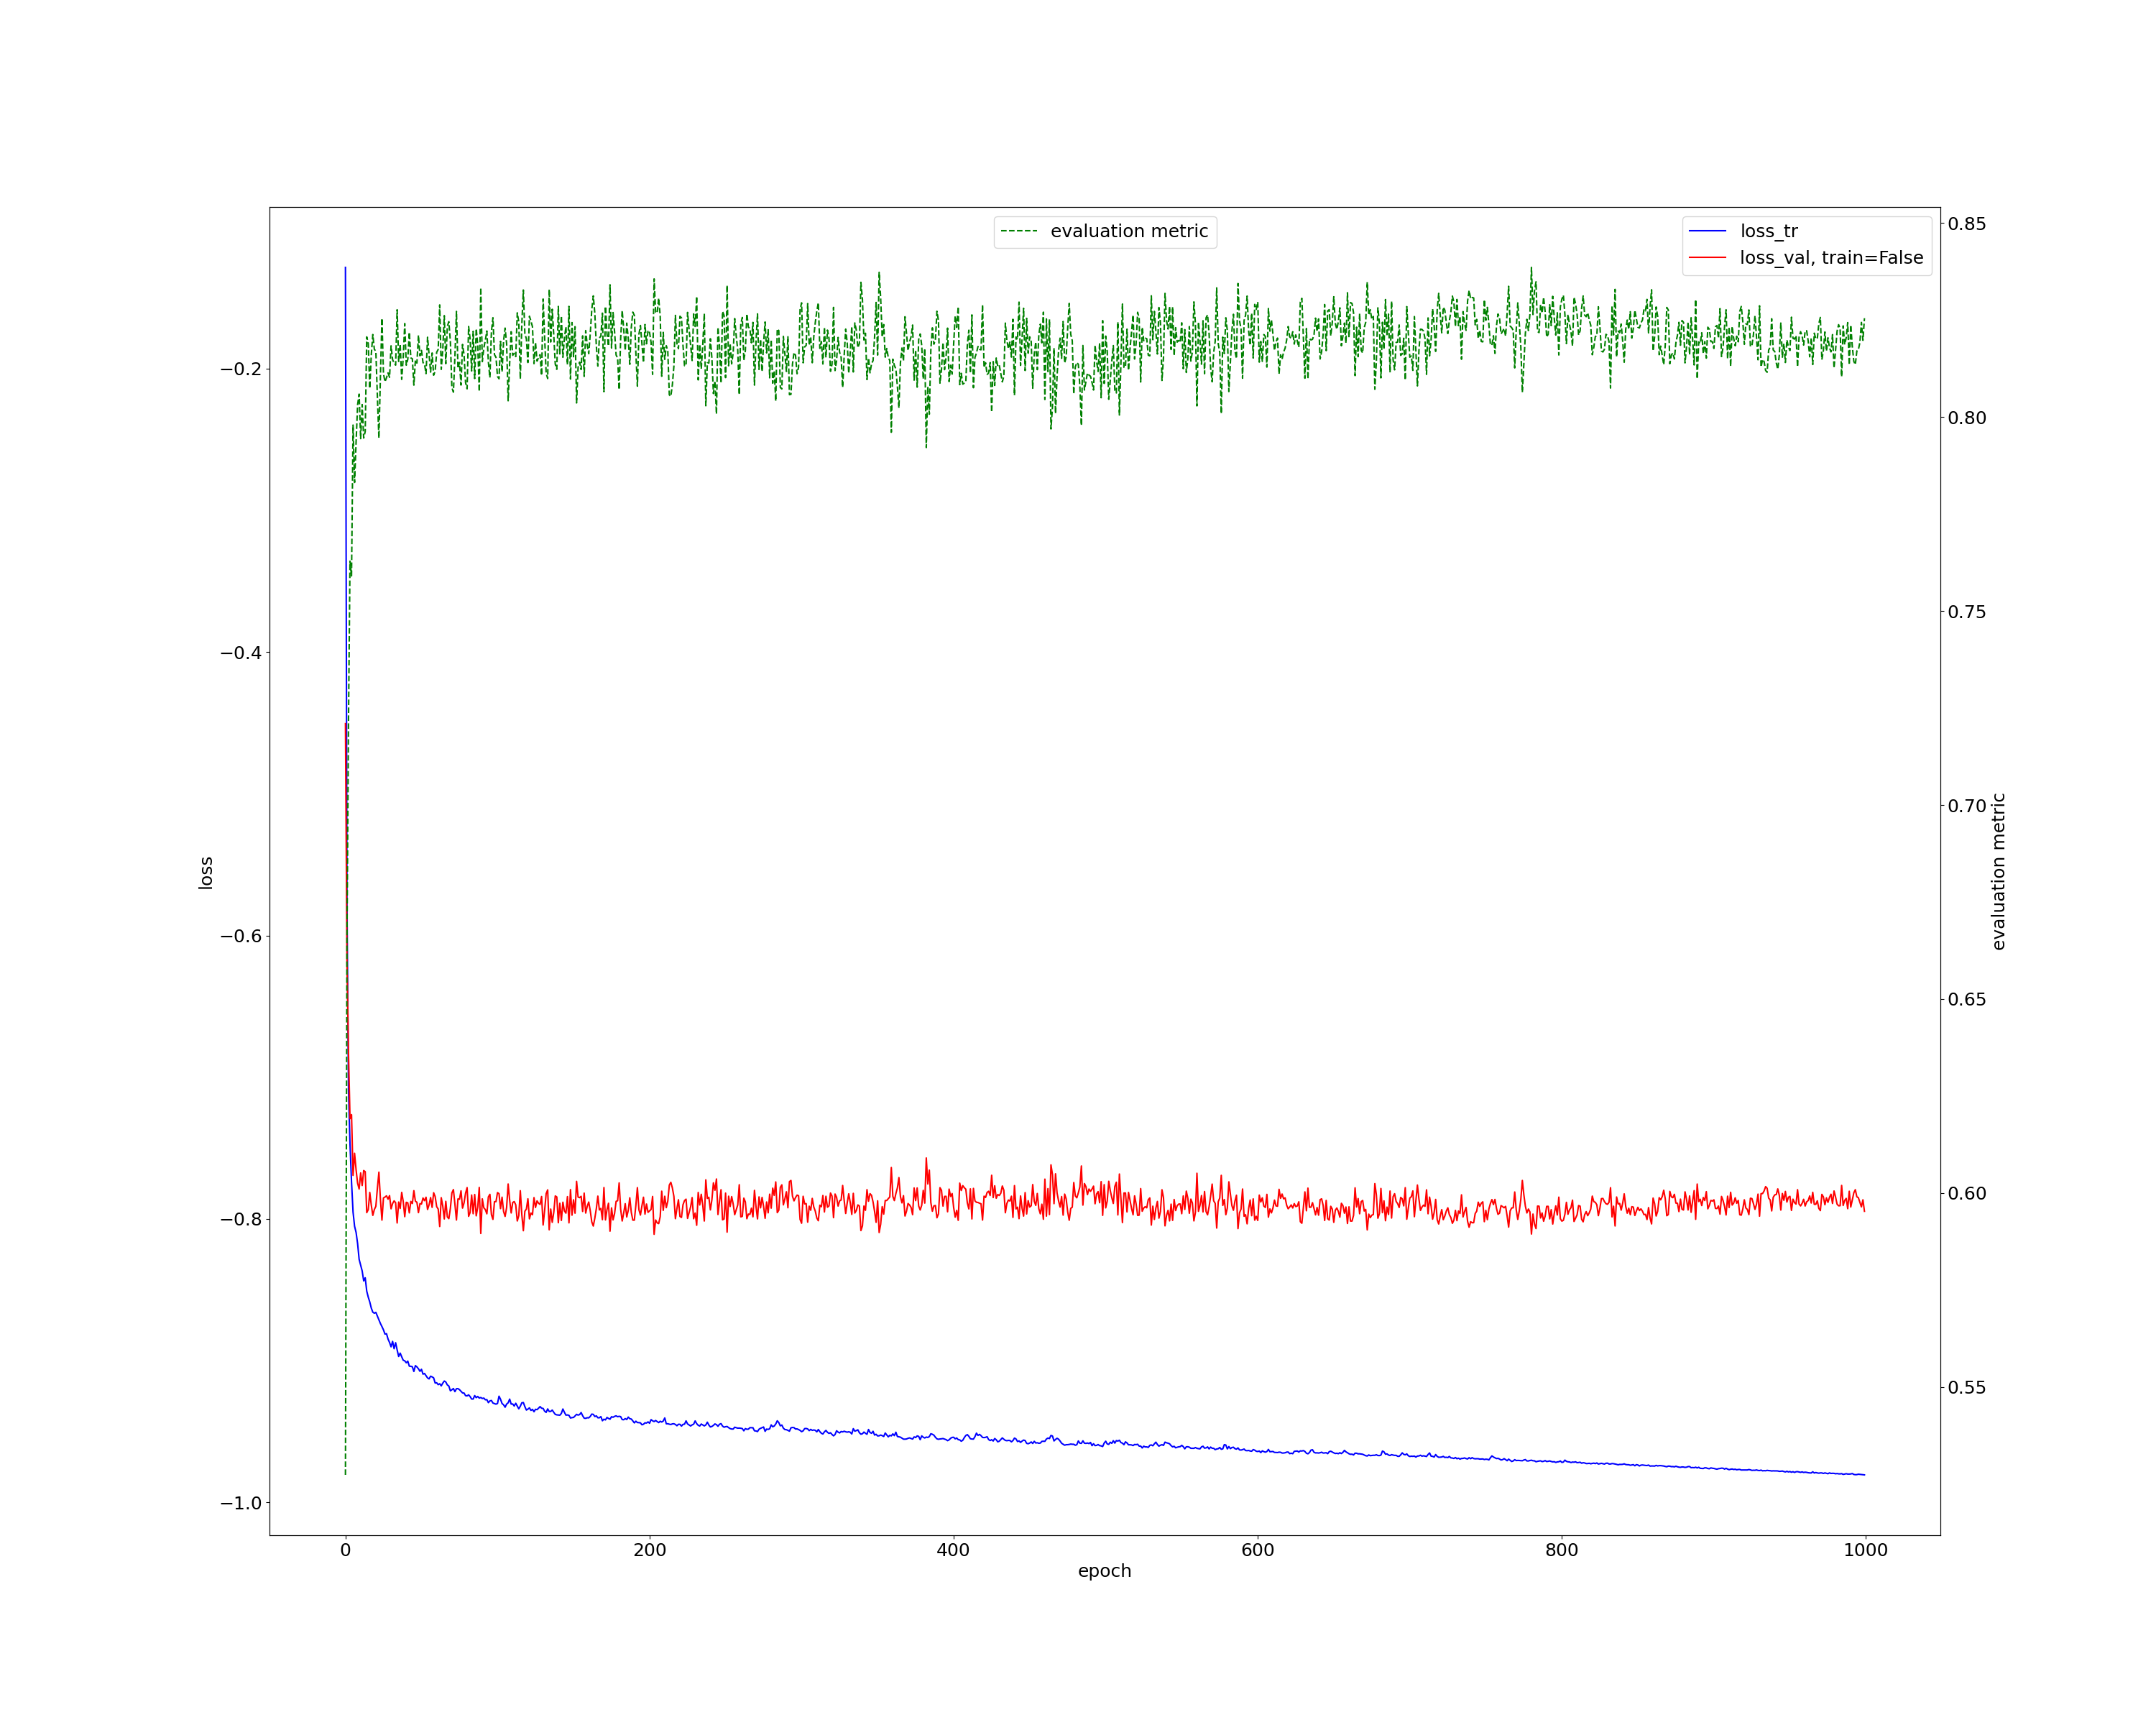 evaluation metric
loss_tr
loss_val, train=False
−0.2
−0.4
−0.6
−0.8
−1.0
loss
0.85
0.80
0.75
0.70
0.65
0.60
0.55
evaluation metric
0 200 400 600 800 1000
epoch